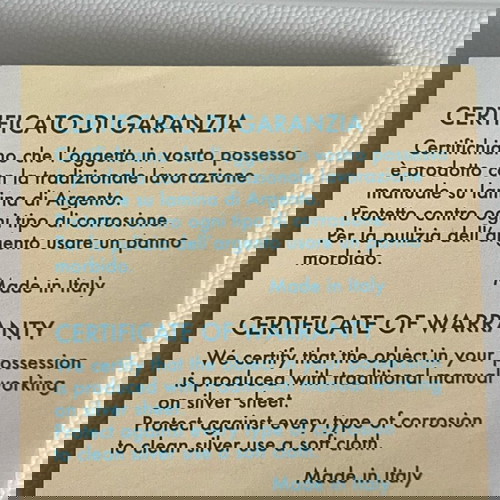 CERTIFICATO DI GARANZIA
Certifichiamo che l'oggetto in vostro possesso
è prodotto con la tradizionale lavorazione
manuale su lamina di Argento.
Protetto contro ogni tipo di corrosione.
Per la pulizia dell'argento usare un panno
morbido.
Made in Italy
CERTIFICATE OF WARRANTY
We certify that the object in your possession
is produced with traditional manual working
on silver sheet.
Protect against every type of corrosion
to clean silver use a soft cloth.
Made in Italy